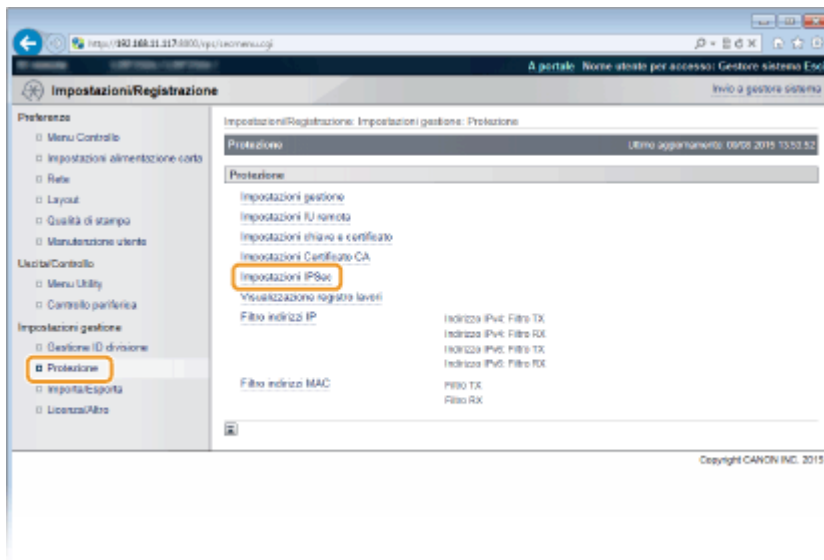 http://192.168.11.117:8000/rps/csecmenu.cgi
A portale Nome utente per accesso: Gestore sistema Esci
Impostazioni/Registrazione
Invio a gestore sistema
Preferenze
Menu Controllo
Impostazioni alimentazione carta
Rete
Layout
Qualità di stampa
Manutenzione utente
Uscita/Controllo
Menu Utility
Controllo periferica
Impostazioni gestione
Gestione ID divisione
Protezione
Importa/Esporta
Licenza/Altro
Impostazioni/Registrazione: Impostazioni gestione: Protezione
Protezione
Ultimo aggiornamento: 09/06 2015 13:53:52
Protezione
Impostazioni gestione
Impostazioni IU remota
Impostazioni chiave e certificato
Impostazioni Certificato CA
Impostazioni IPSec
Visualizzazione registro lavori
Filtro indirizzi IP
Indirizzo IPv4: Filtro TX
Indirizzo IPv4: Filtro RX
Indirizzo IPv6: Filtro TX
Indirizzo IPv6: Filtro RX
Filtro indirizzi MAC
Filtro TX
Filtro RX
Copyright CANON INC. 2015